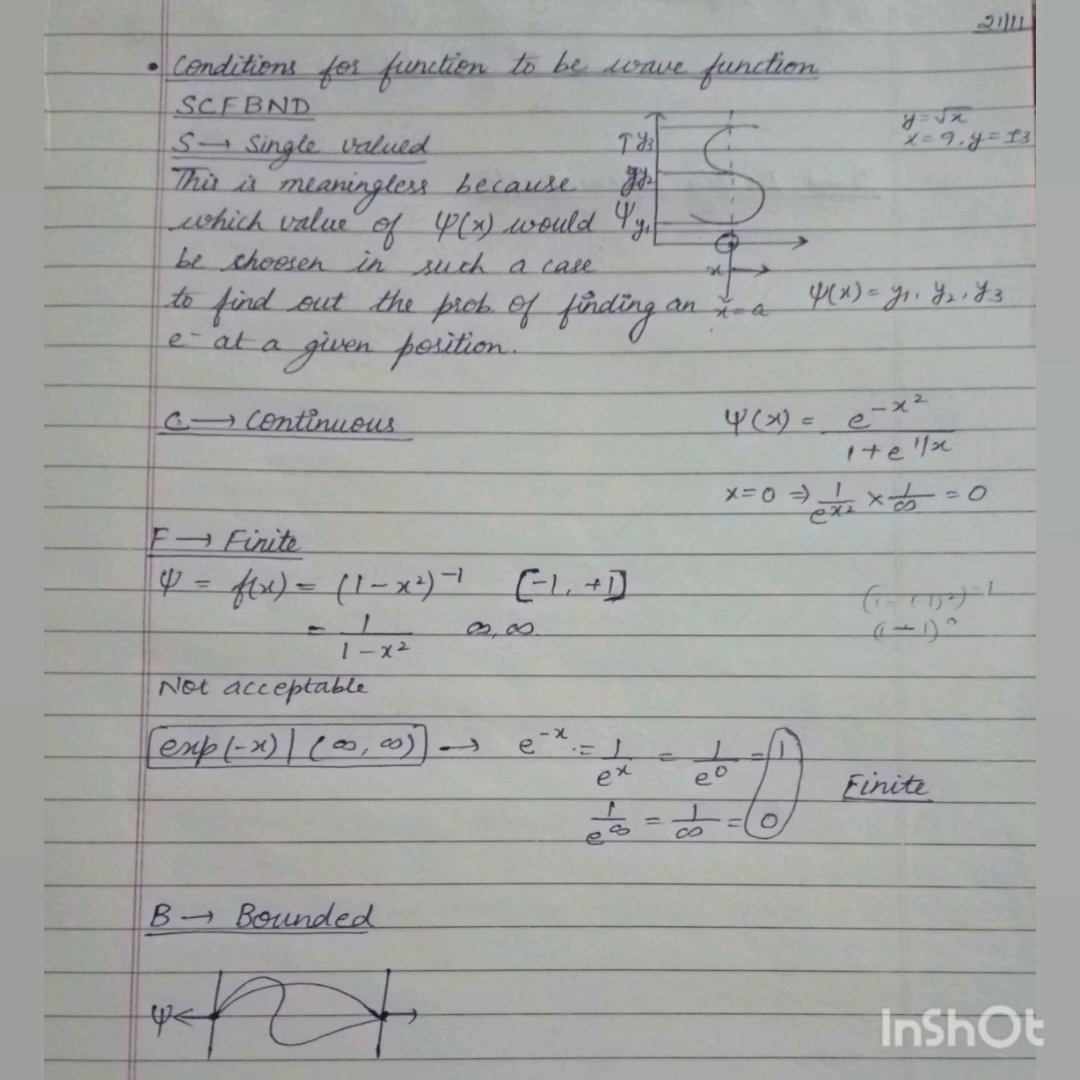 21/11
• Conditions for function to be wave function
SCFBND
S → Single valued
This is meaningless because
which value of Ψ(x) would
be choosen in such a case
to find out the prob. of finding an
e⁻ at a given position.
↑ y3
y2
Ψ y1
x
x=a
y=√x
x=9, y=±3
Ψ(x) = y1, y2, y3
C → Continuous
Ψ(x) = e^-x² / 1+e^1/x
x=0 ⇒ 1/e^x² × 1/∞ = 0
F → Finite
Ψ = f(x) = (1-x²)^-1 [-1, +1]
= 1/1-x² ∞, ∞
Not acceptable
exp(-x) | (∞, ∞) → e^-x = 1/e^x = 1/e^0 = 1
1/e^∞ = 1/∞ = 0
Finite
B → Bounded
Ψ
InShOt